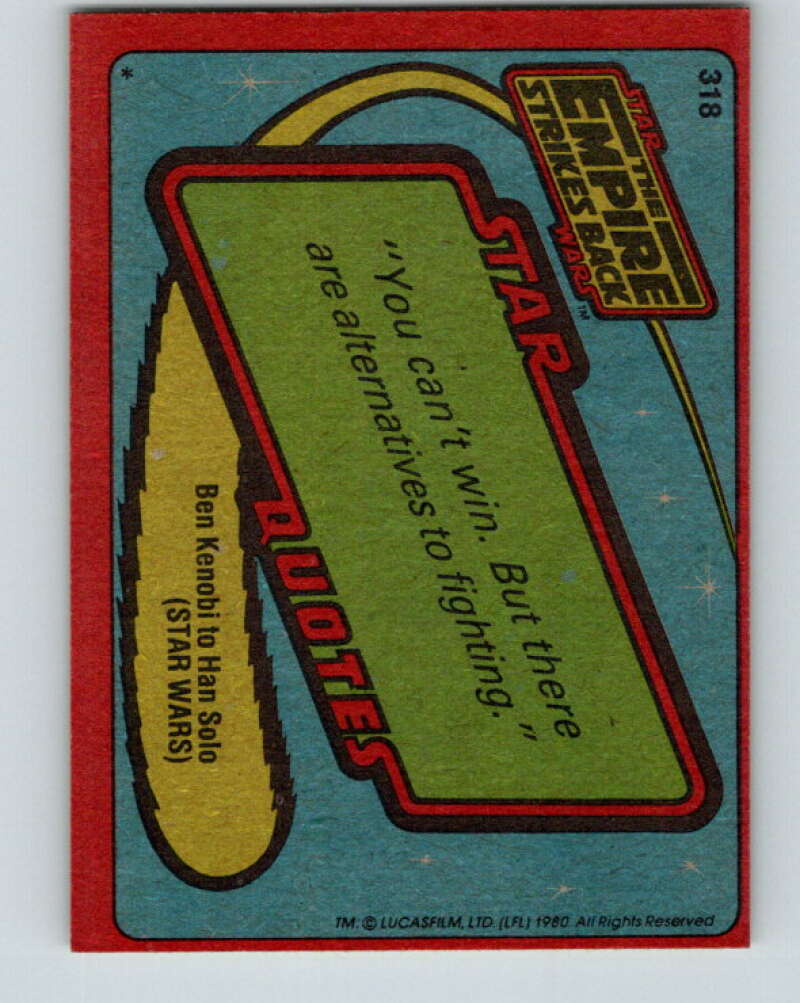 318
STAR
THE
EMPIRE
STRIKES BACK
WARS™
STAR
"You can't win. But there
are alternatives to fighting."
QUOTES
Ben Kenobi to Han Solo
(STAR WARS)
*
TM. © LUCASFILM, LTD. (LFL) 1980 All Rights Reserved